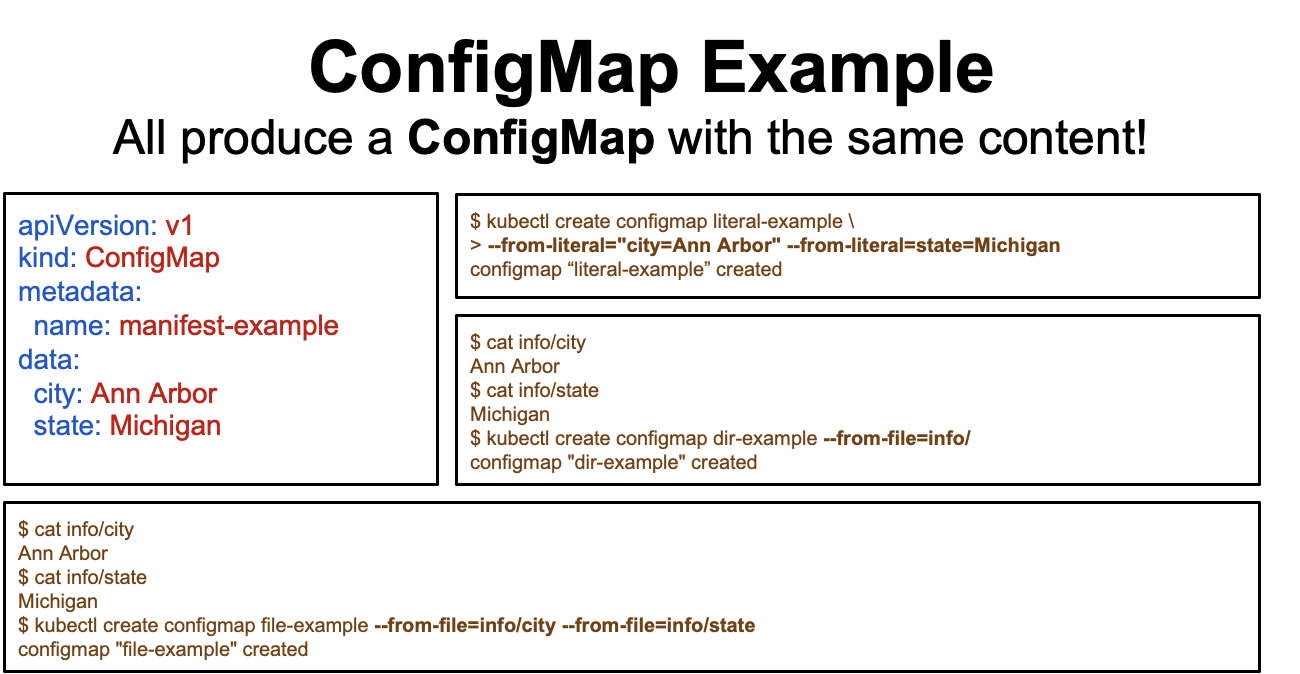 ConfigMap Example
All produce a ConfigMap with the same content!
apiVersion: v1
kind: ConfigMap
metadata:
  name: manifest-example
data:
  city: Ann Arbor
  state: Michigan
$ kubectl create configmap literal-example \
> --from-literal="city=Ann Arbor" --from-literal=state=Michigan
configmap “literal-example” created
$ cat info/city
Ann Arbor
$ cat info/state
Michigan
$ kubectl create configmap dir-example --from-file=info/
configmap "dir-example" created
$ cat info/city
Ann Arbor
$ cat info/state
Michigan
$ kubectl create configmap file-example --from-file=info/city --from-file=info/state
configmap "file-example" created